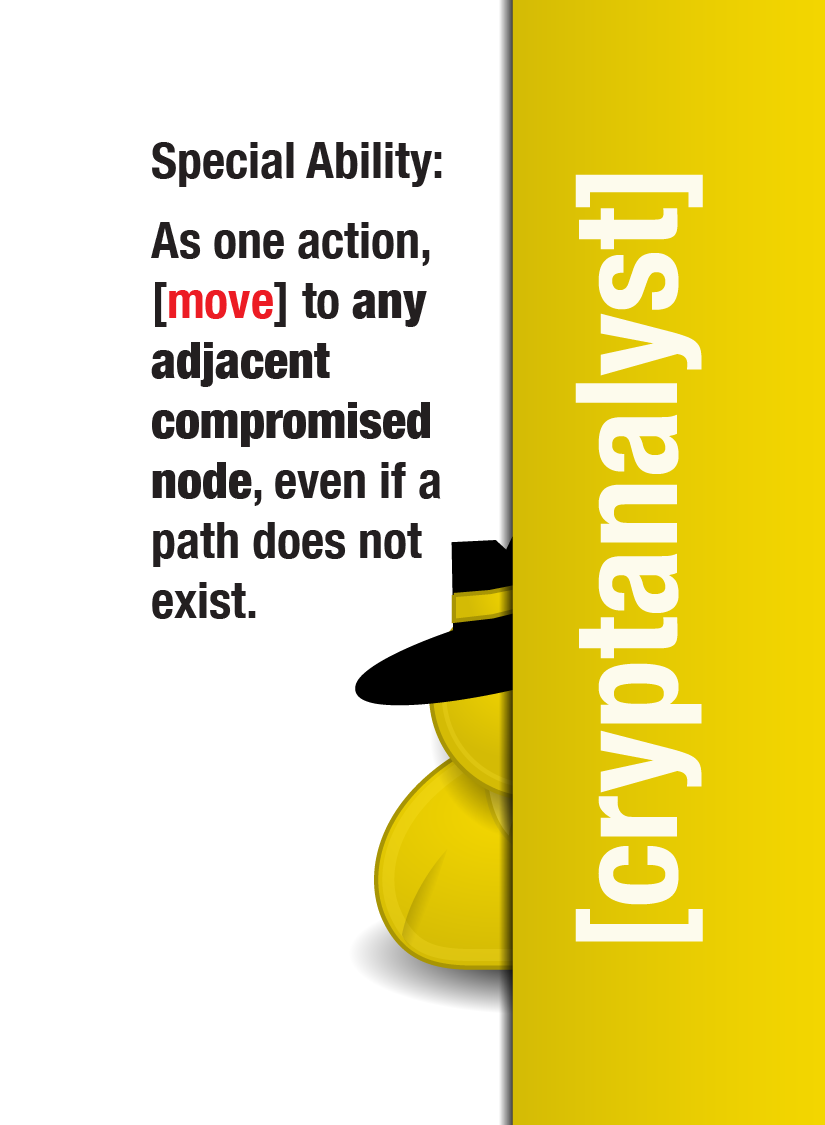 Special Ability:
As one action,
[move] to any
adjacent
compromised
node, even if a
path does not
exist.
[cryptanalyst]